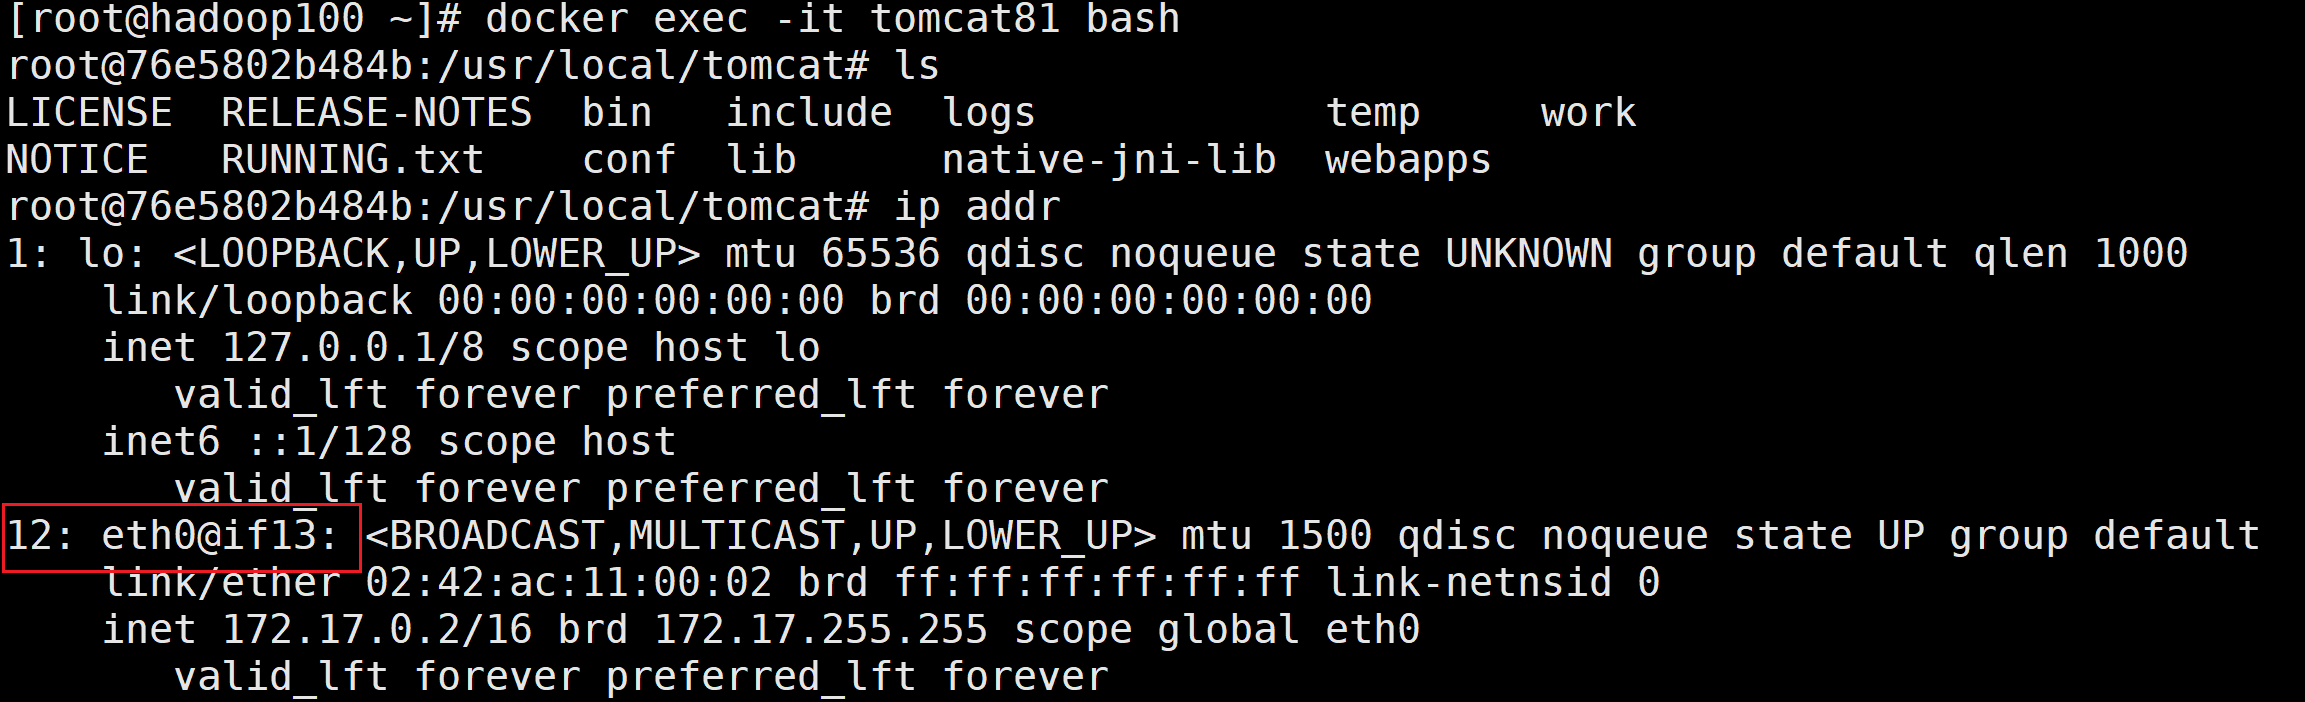 [root@hadoop100 ~]# docker exec -it tomcat81 bash
root@76e5802b484b:/usr/local/tomcat# ls
LICENSE  RELEASE-NOTES  bin   include  logs            temp     work
NOTICE   RUNNING.txt    conf  lib      native-jni-lib  webapps
root@76e5802b484b:/usr/local/tomcat# ip addr
1: lo: <LOOPBACK,UP,LOWER_UP> mtu 65536 qdisc noqueue state UNKNOWN group default qlen 1000
    link/loopback 00:00:00:00:00:00 brd 00:00:00:00:00:00
    inet 127.0.0.1/8 scope host lo
       valid_lft forever preferred_lft forever
    inet6 ::1/128 scope host
       valid_lft forever preferred_lft forever
12: eth0@if13: <BROADCAST,MULTICAST,UP,LOWER_UP> mtu 1500 qdisc noqueue state UP group default
    link/ether 02:42:ac:11:00:02 brd ff:ff:ff:ff:ff:ff link-netnsid 0
    inet 172.17.0.2/16 brd 172.17.255.255 scope global eth0
       valid_lft forever preferred_lft forever